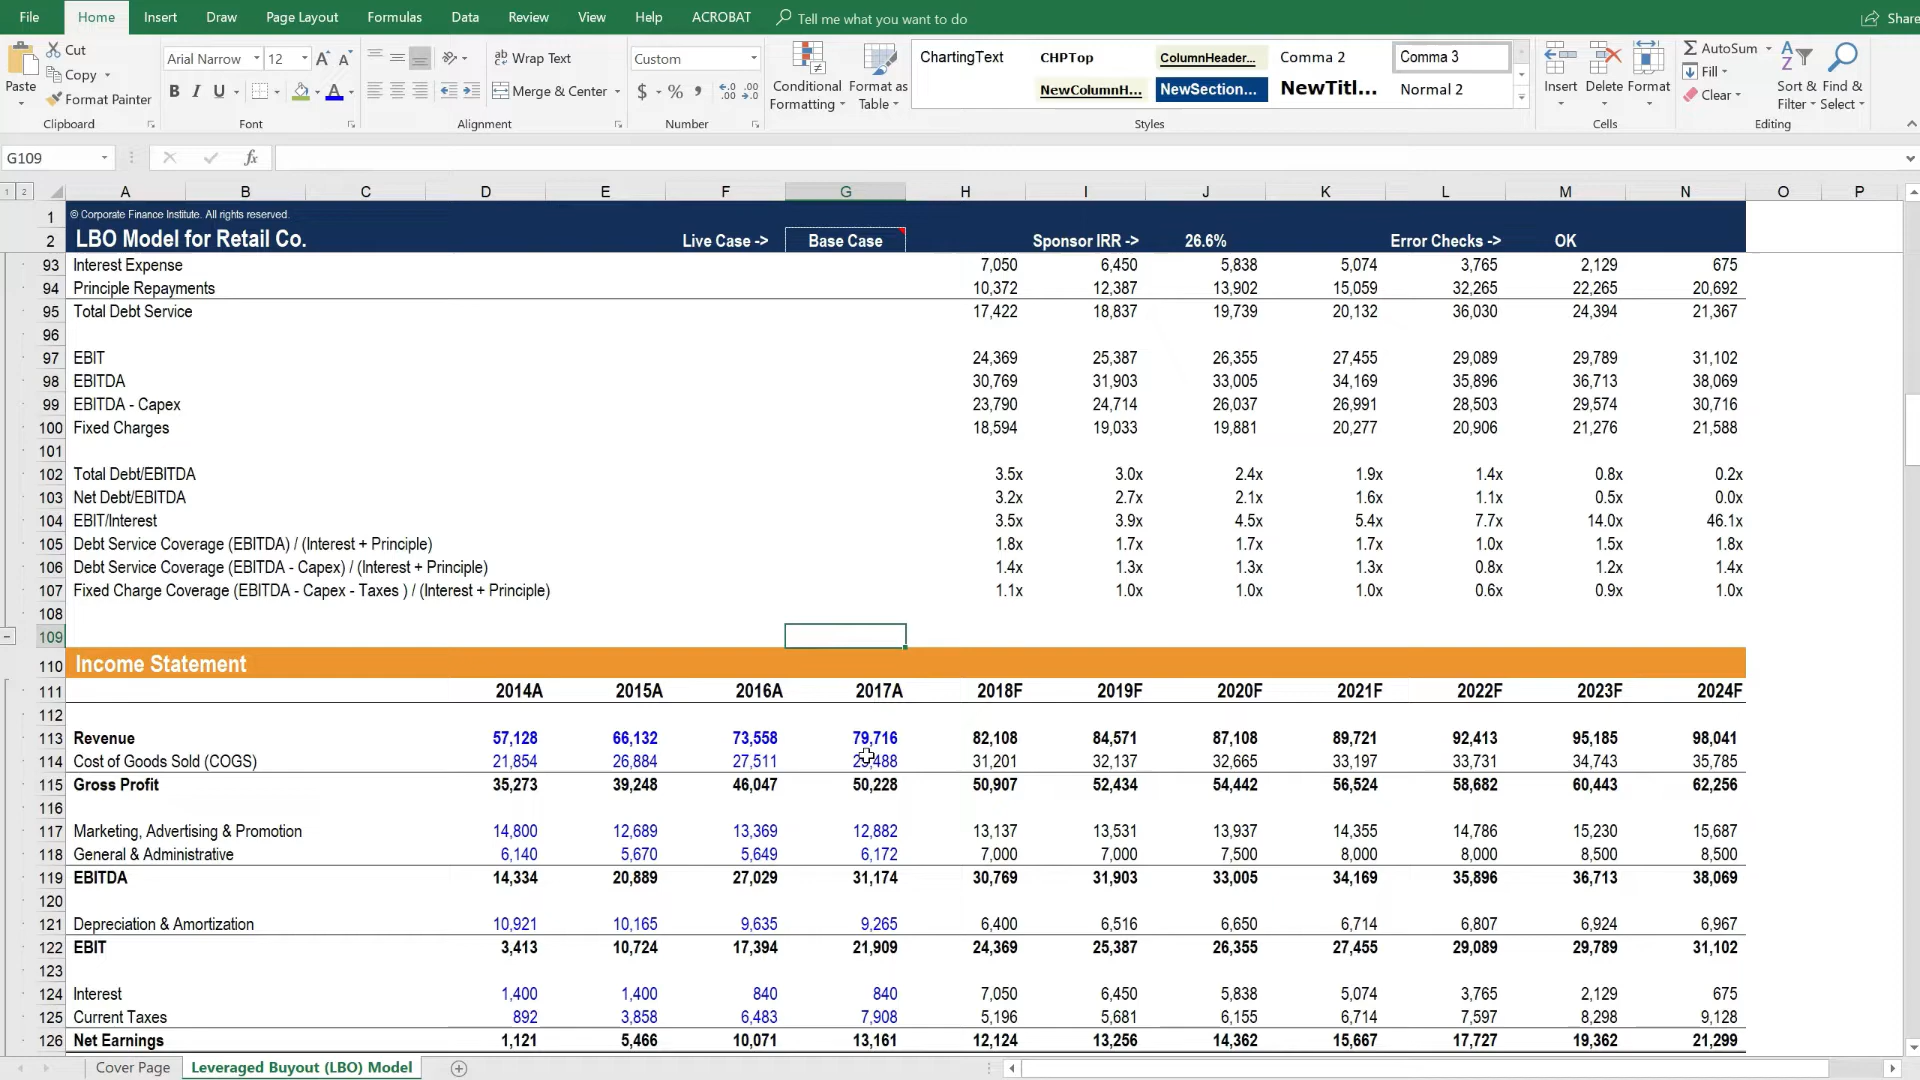 File Home Insert Draw Page Layout Formulas Data Review View Help ACROBAT Tell me what you want to do Share
Paste Cut Copy Format Painter Clipboard
Arial Narrow 12 A A B I U A Font
ab Wrap Text Merge & Center Alignment
Custom $ % Number
Conditional Formatting Format as Table
ChartingText CHPTop ColumnHeader... Comma 2 Comma 3
NewColumnH... NewSection... NewTitl... Normal 2
Styles
Insert Delete Format Cells
AutoSum Fill Clear Sort & Filter Find & Select Editing
G109 fx
1 2 A B C D E F G H I J K L M N O P
1 © Corporate Finance Institute. All rights reserved.
2 LBO Model for Retail Co. Live Case -> Base Case Sponsor IRR -> 26.6% Error Checks -> OK
93 Interest Expense 7,050 6,450 5,838 5,074 3,765 2,129 675
94 Principle Repayments 10,372 12,387 13,902 15,059 32,265 22,265 20,692
95 Total Debt Service 17,422 18,837 19,739 20,132 36,030 24,394 21,367
96
97 EBIT 24,369 25,387 26,355 27,455 29,089 29,789 31,102
98 EBITDA 30,769 31,903 33,005 34,169 35,896 36,713 38,069
99 EBITDA - Capex 23,790 24,714 26,037 26,991 28,503 29,574 30,716
100 Fixed Charges 18,594 19,033 19,881 20,277 20,906 21,276 21,588
101
102 Total Debt/EBITDA 3.5x 3.0x 2.4x 1.9x 1.4x 0.8x 0.2x
103 Net Debt/EBITDA 3.2x 2.7x 2.1x 1.6x 1.1x 0.5x 0.0x
104 EBIT/Interest 3.5x 3.9x 4.5x 5.4x 7.7x 14.0x 46.1x
105 Debt Service Coverage (EBITDA) / (Interest + Principle) 1.8x 1.7x 1.7x 1.7x 1.0x 1.5x 1.8x
106 Debt Service Coverage (EBITDA - Capex) / (Interest + Principle) 1.4x 1.3x 1.3x 1.3x 0.8x 1.2x 1.4x
107 Fixed Charge Coverage (EBITDA - Capex - Taxes ) / (Interest + Principle) 1.1x 1.0x 1.0x 1.0x 0.6x 0.9x 1.0x
108
109
110 Income Statement
111 2014A 2015A 2016A 2017A 2018F 2019F 2020F 2021F 2022F 2023F 2024F
112
113 Revenue 57,128 66,132 73,558 79,716 82,108 84,571 87,108 89,721 92,413 95,185 98,041
114 Cost of Goods Sold (COGS) 21,854 26,884 27,511 31,201 32,137 32,665 33,197 33,731 34,743 35,785
115 Gross Profit 35,273 39,248 46,047 50,228 50,907 52,434 54,442 56,524 58,682 60,443 62,256
116
117 Marketing, Advertising & Promotion 14,800 12,689 13,369 12,882 13,137 13,531 13,937 14,355 14,786 15,230 15,687
118 General & Administrative 6,140 5,670 5,649 6,172 7,000 7,000 7,500 8,000 8,000 8,500 8,500
119 EBITDA 14,334 20,889 27,029 31,174 30,769 31,903 33,005 34,169 35,896 36,713 38,069
120
121 Depreciation & Amortization 10,921 10,165 9,635 9,265 6,400 6,516 6,650 6,714 6,807 6,924 6,967
122 EBIT 3,413 10,724 17,394 21,909 24,369 25,387 26,355 27,455 29,089 29,789 31,102
123
124 Interest 1,400 1,400 840 840 7,050 6,450 5,838 5,074 3,765 2,129 675
125 Current Taxes 892 3,858 6,483 7,908 5,196 5,681 6,155 6,714 7,597 8,298 9,128
126 Net Earnings 1,121 5,466 10,071 13,161 12,124 13,256 14,362 15,667 17,727 19,362 21,299
Cover Page Leveraged Buyout (LBO) Model